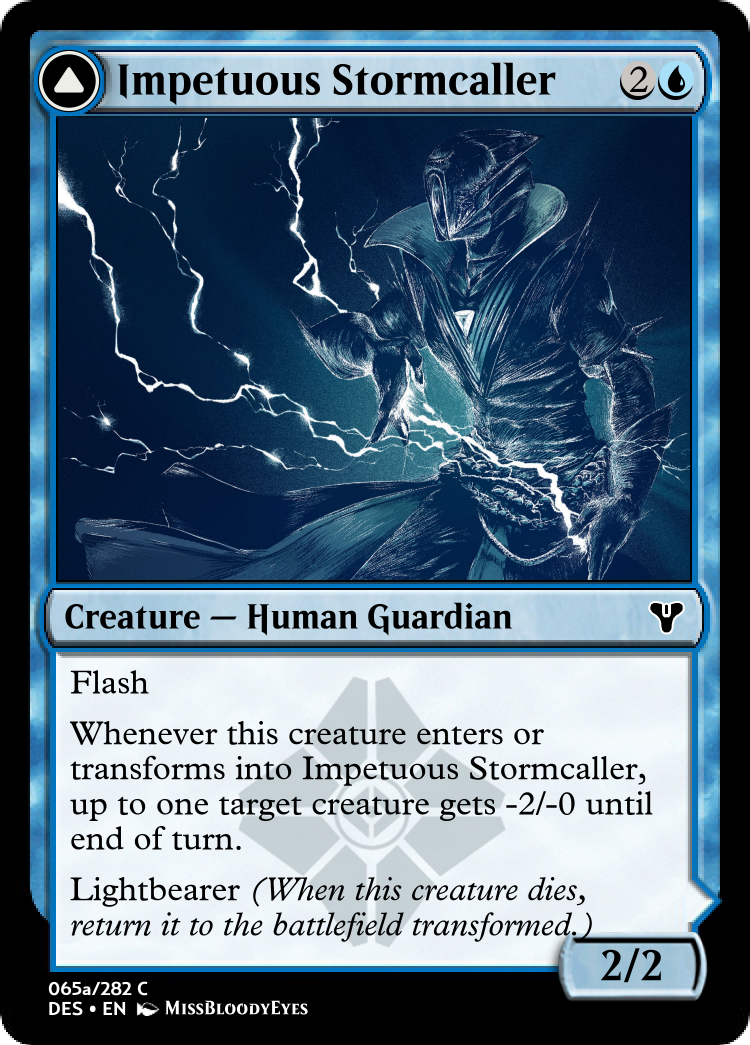 Impetuous Stormcaller 2
Creature — Human Guardian
Flash
Whenever this creature enters or
transforms into Impetuous Stormcaller,
up to one target creature gets -2/-0 until
end of turn.
Lightbearer (When this creature dies,
return it to the battlefield transformed.)
2/2
065a/282 C
DES • EN MissBloodyEyes